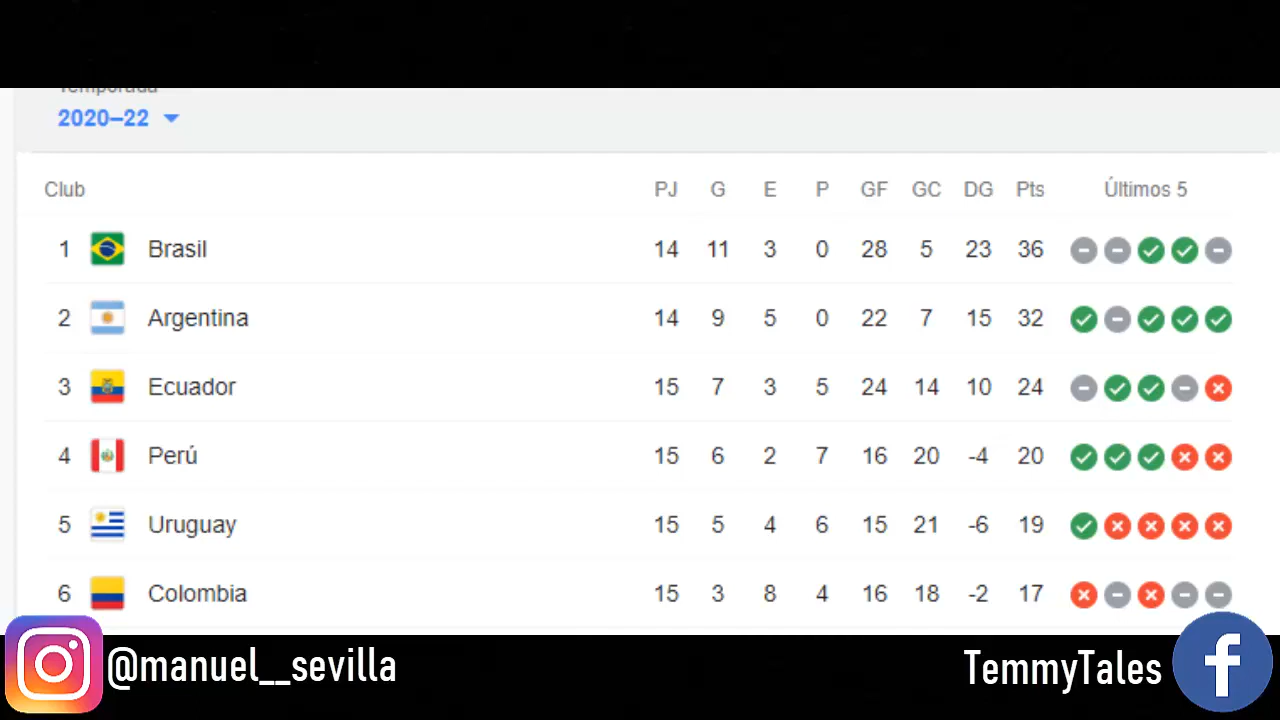 Temporada
2020–22
Club PJ G E P GF GC DG Pts Últimos 5
1 Brasil 14 11 3 0 28 5 23 36
2 Argentina 14 9 5 0 22 7 15 32
3 Ecuador 15 7 3 5 24 14 10 24
4 Perú 15 6 2 7 16 20 -4 20
5 Uruguay 15 5 4 6 15 21 -6 19
6 Colombia 15 3 8 4 16 18 -2 17
@manuel__sevilla TemmyTales f